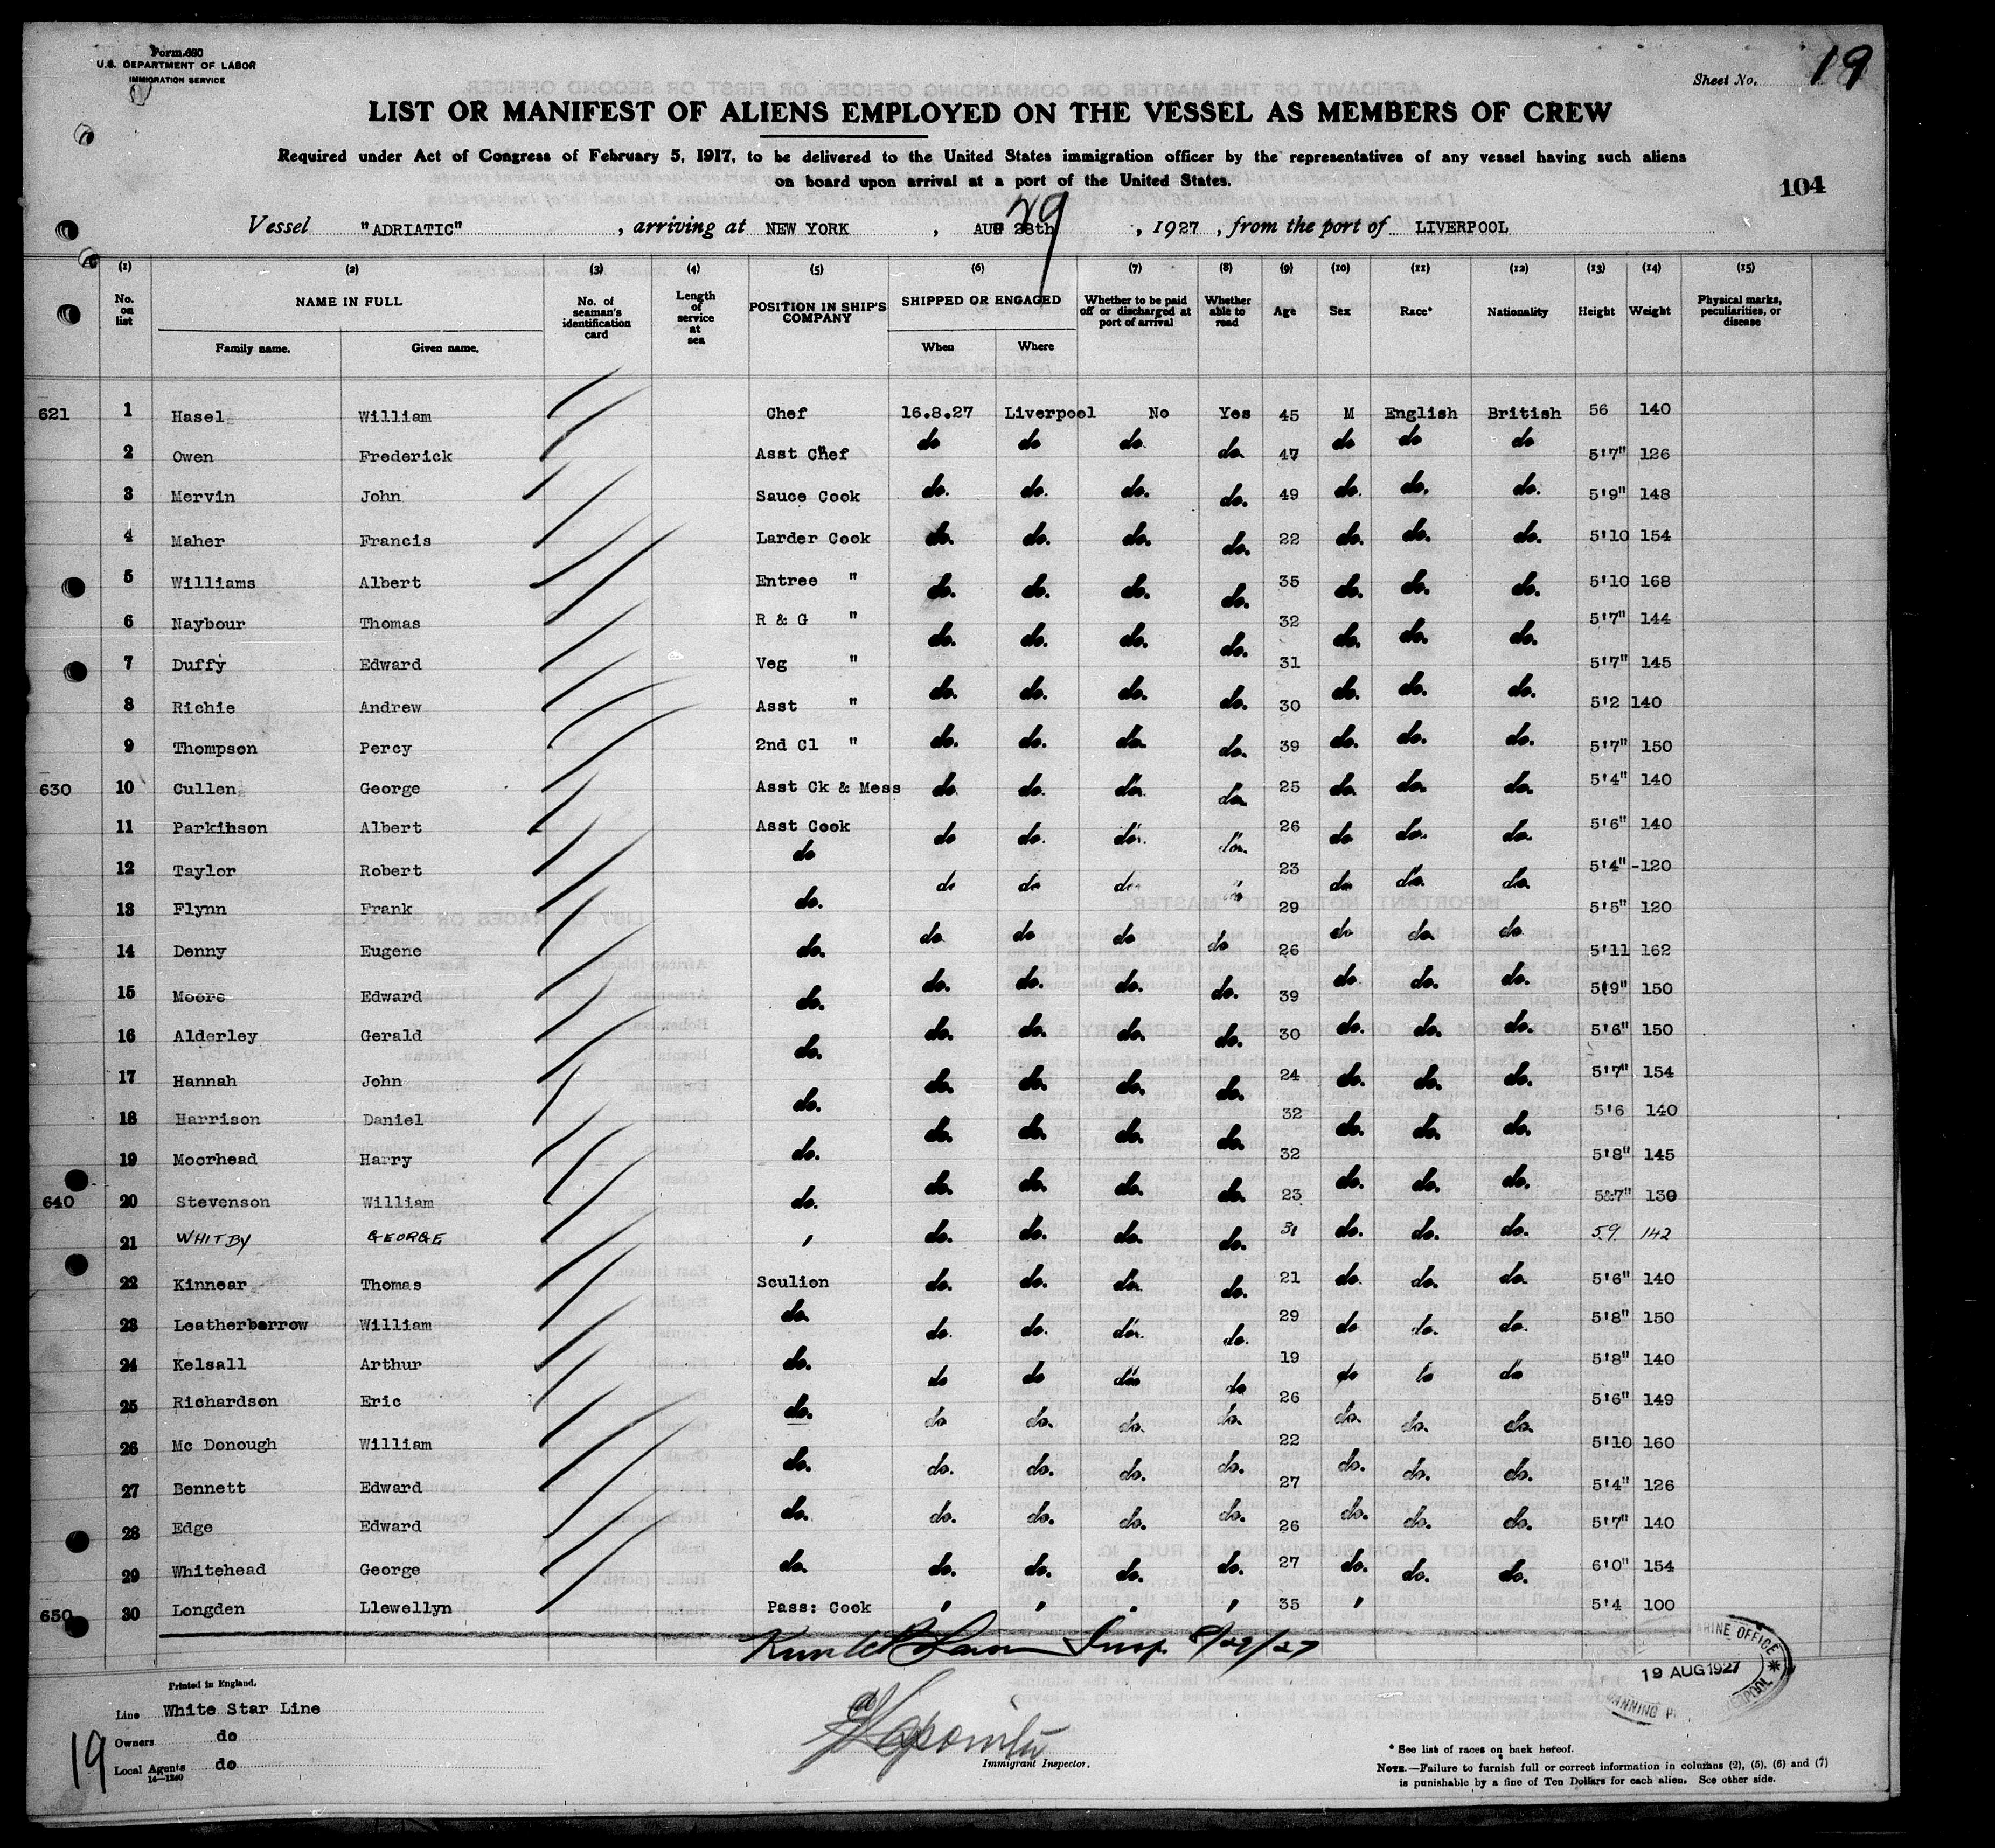 Form 680
U.S. DEPARTMENT OF LABOR
IMMIGRATION SERVICE
Sheet No. 19
LIST OR MANIFEST OF ALIENS EMPLOYED ON THE VESSEL AS MEMBERS OF CREW
Required under Act of Congress of February 5, 1917, to be delivered to the United States immigration officer by the representatives of any vessel having such aliens
on board upon arrival at a port of the United States.
104
Vessel "ADRIATIC", arriving at NEW YORK, AUG 28th 29, 1927, from the port of LIVERPOOL
(1) (2) (3) (4) (5) (6) (7) (8) (9) (10) (11) (12) (13) (14) (15)
No. on list NAME IN FULL Family name. Given name. No. of seaman's identification card Length of service at sea POSITION IN SHIP'S COMPANY SHIPPED OR ENGAGED When Where Whether to be paid off or discharged at port of arrival Whether able to read Age Sex Race* Nationality Height Weight Physical marks, peculiarities, or disease
621 1 Hasel William Chef 16.8.27 Liverpool No Yes 45 M English British 56 140
2 Owen Frederick Asst Chef do do do. do. 47 do do do 5'7" 126
3 Mervin John Sauce Cook do. do. do. do. 49 do. do. do. 5'9" 148
4 Maher Francis Larder Cook do. do. do. do. 22 do. do. do. 5'10 154
5 Williams Albert Entree " do. do. do. do. 35 do. do. do. 5'10 168
6 Naybour Thomas R & G " do. do. do. do. 32 do. do. do. 5'7" 144
7 Duffy Edward Veg " do. do. do. do. 31 do. do. do. 5'7" 145
8 Richie Andrew Asst " do. do. do. do. 30 do. do. do. 5'2 140
9 Thompson Percy 2nd Cl " do. do. do. do. 39 do. do. do. 5'7" 150
630 10 Cullen George Asst Ck & Mess do. do. do. do. 25 do. do. do. 5'4" 140
11 Parkinson Albert Asst Cook do do. do. do. 26 do do. do. 5'6" 140
12 Taylor Robert do do do do 23 do do. do. 5'4" -120
13 Flynn Frank do. do do do do 29 do do. do 5'5" 120
14 Denny Eugene do. do. do. do. do. 26 do. do. do. 5'11 162
15 Moore Edward do. do. do. do. do. 39 do. do. do. 5'9" 150
16 Alderley Gerald do. do. do. do. do. 30 do. do. do. 5'6" 150
17 Hannah John do. do. do. do. do. 24 do. do. do. 5'7" 154
18 Harrison Daniel do. do. do. do. do. 32 do. do. do. 5'6 140
19 Moorhead Harry do. do. do. do. do. 32 do. do. do. 5'8" 145
640 20 Stevenson William do. do. do. do. do. 23 do. do. do. 5'7" 130
21 WHITBY GEORGE ' do. do. do. do. 31 do. do. do. 5.9. 142
22 Kinnear Thomas Sculion do. do. do. do. 21 do. do. do. 5'6" 140
23 Leatherbarrow William do. do. do. do. do. 29 do. do. do. 5'8" 150
24 Kelsall Arthur do. do do do do 19 do do do 5'8" 140
25 Richardson Eric do. do do. do. do. 26 do. do. do. 5'6" 149
26 Mc Donough William do. do. do. do. do. 22 do. do. do. 5'10 160
27 Bennett Edward do. do. do. do. do. 27 do. do. do. 5'4" 126
28 Edge Edward do. do. do. do. do. 26 do. do. do. 5'7" 140
29 Whitehead George do. do. do. do. do. 27 do. do. do. 6'0" 154
650 30 Longden Llewellyn Pass: Cook ' ' ' ' 35 ' 5'4 100
Insp. 8/29/27
19 AUG 1927
MARINE OFFICE
Printed in England.
Line White Star Line
Owners do
Local Agents do
14—1240
19
Immigrant Inspector.
* See list of races on back hereof.
NOTE.—Failure to furnish full or correct information in columns (2), (5), (6) and (7)
is punishable by a fine of Ten Dollars for each alien. See other side.